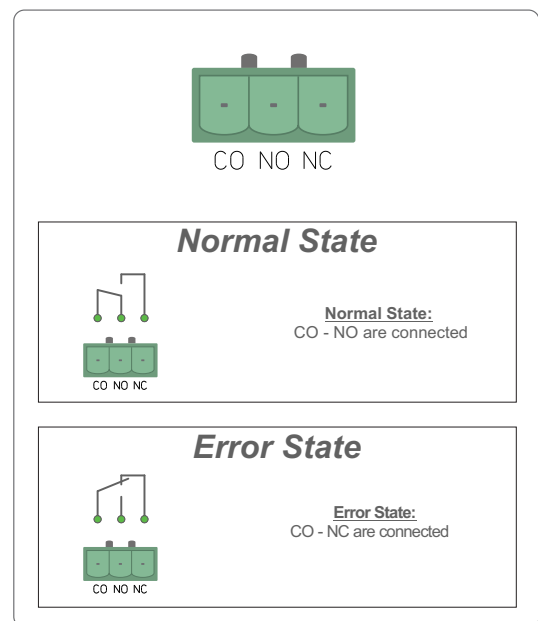 CO NO NC
Normal State
Normal State:
CO - NO are connected
CO NO NC
Error State
Error State:
CO - NC are connected
CO NO NC